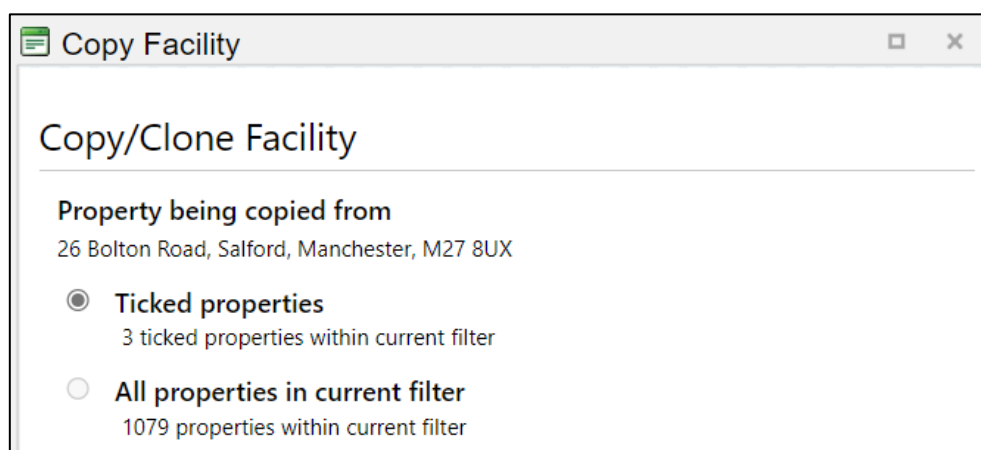 Copy Facility
Copy/Clone Facility
Property being copied from
26 Bolton Road, Salford, Manchester, M27 8UX
Ticked properties
3 ticked properties within current filter
All properties in current filter
1079 properties within current filter